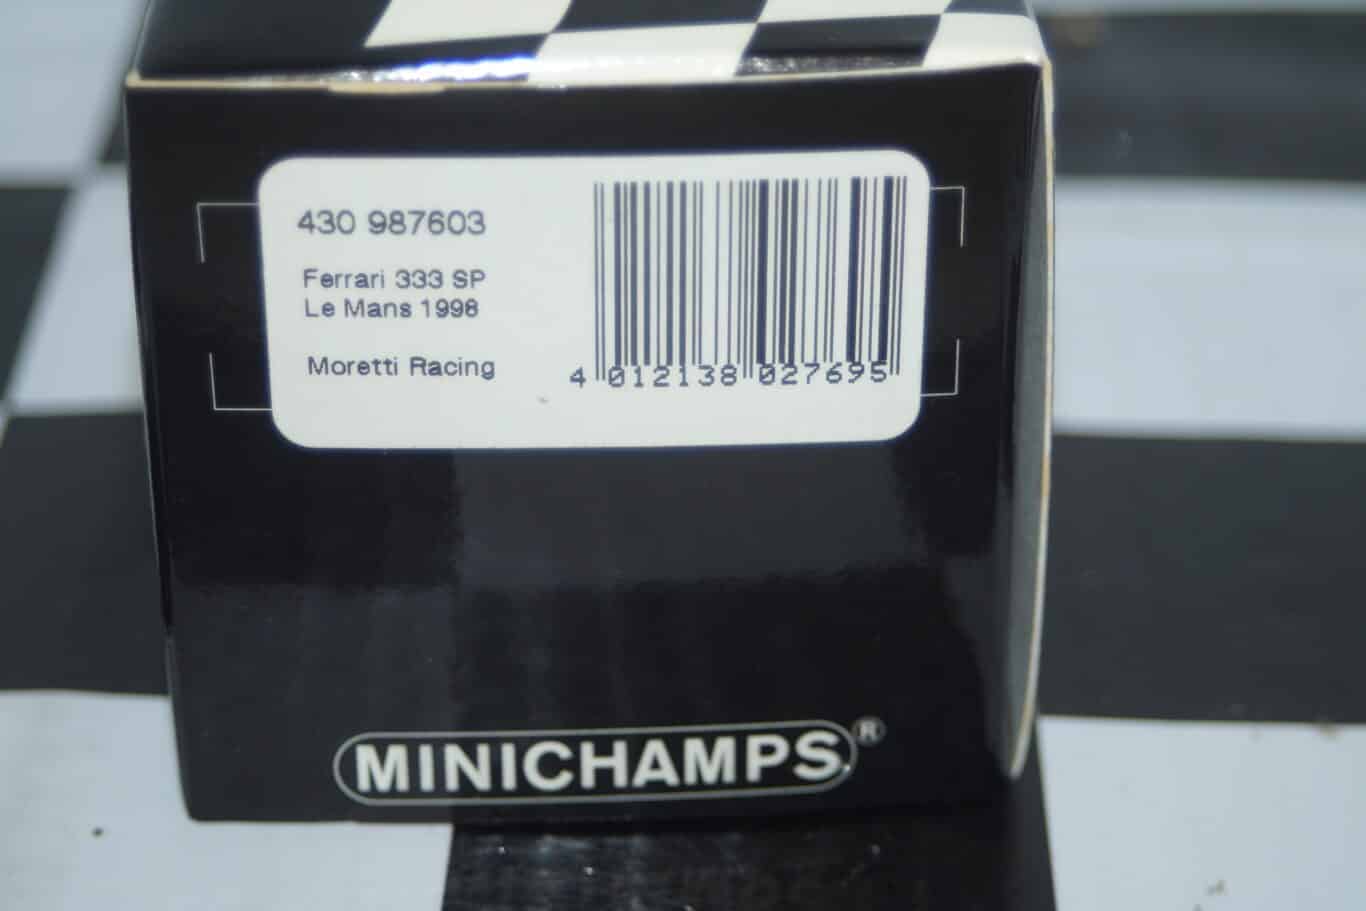 430 987603
Ferrari 333 SP
Le Mans 1998
Moretti Racing
4 012138 027695
MINICHAMPS®